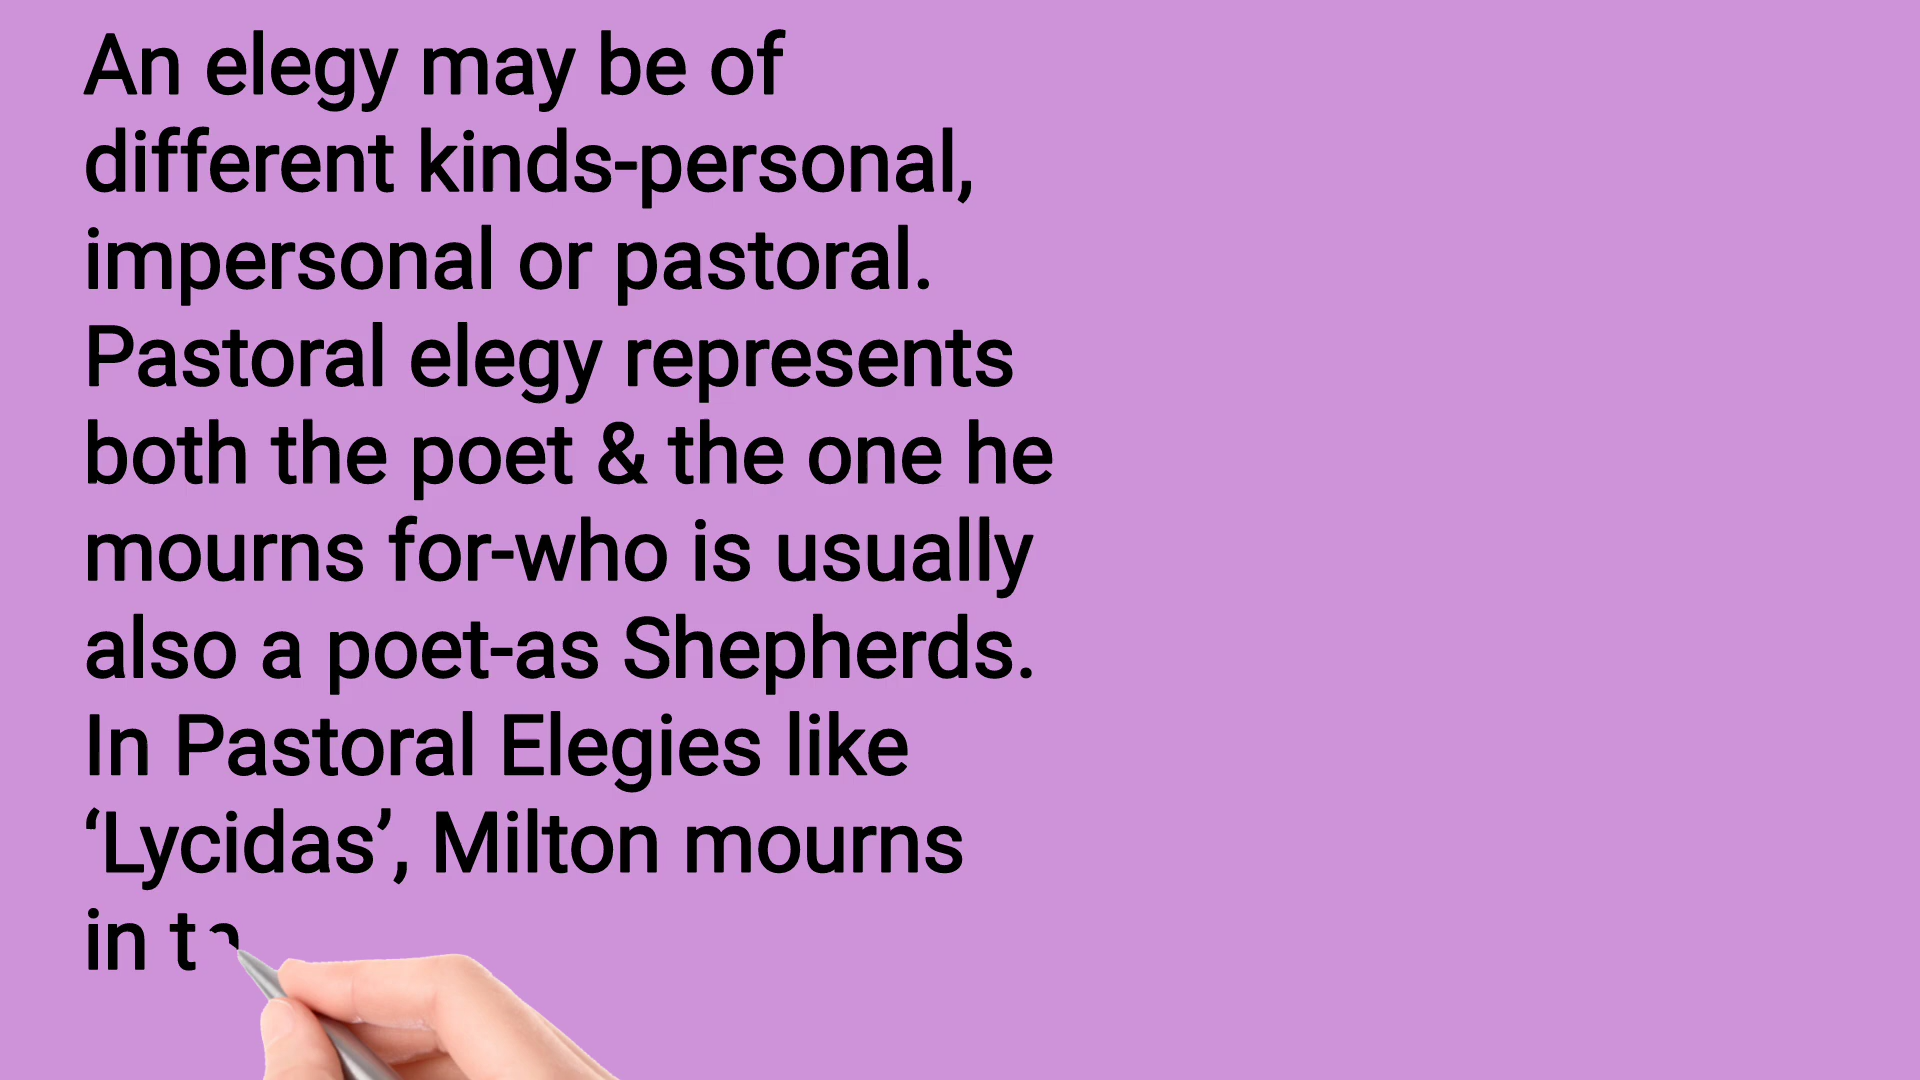 An elegy may be of
different kinds-personal,
impersonal or pastoral.
Pastoral elegy represents
both the poet & the one he
mourns for-who is usually
also a poet-as Shepherds.
In Pastoral Elegies like
‘Lycidas’, Milton mourns
in